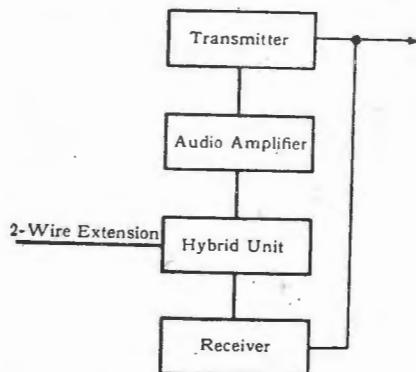 Transmitter
Audio Amplifier
2-Wire Extension
Hybrid Unit
Receiver